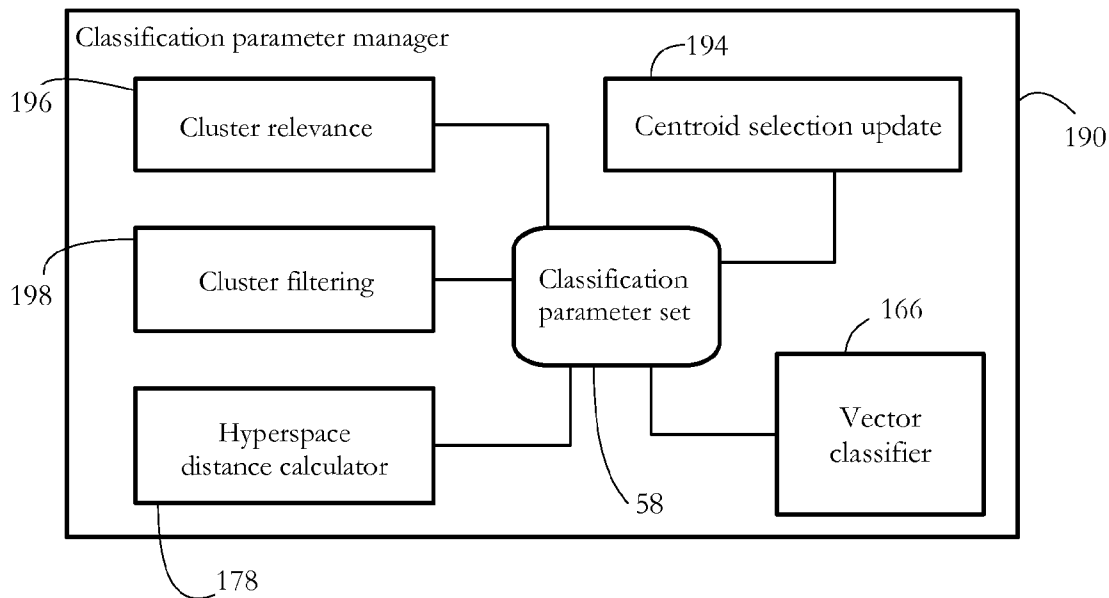 Classification parameter manager
194
196
Cluster relevance
Centroid selection update
190
Cluster filtering
198
Classification
parameter set
166
Hyperspace
distance calculator
Vector
classifier
58
178